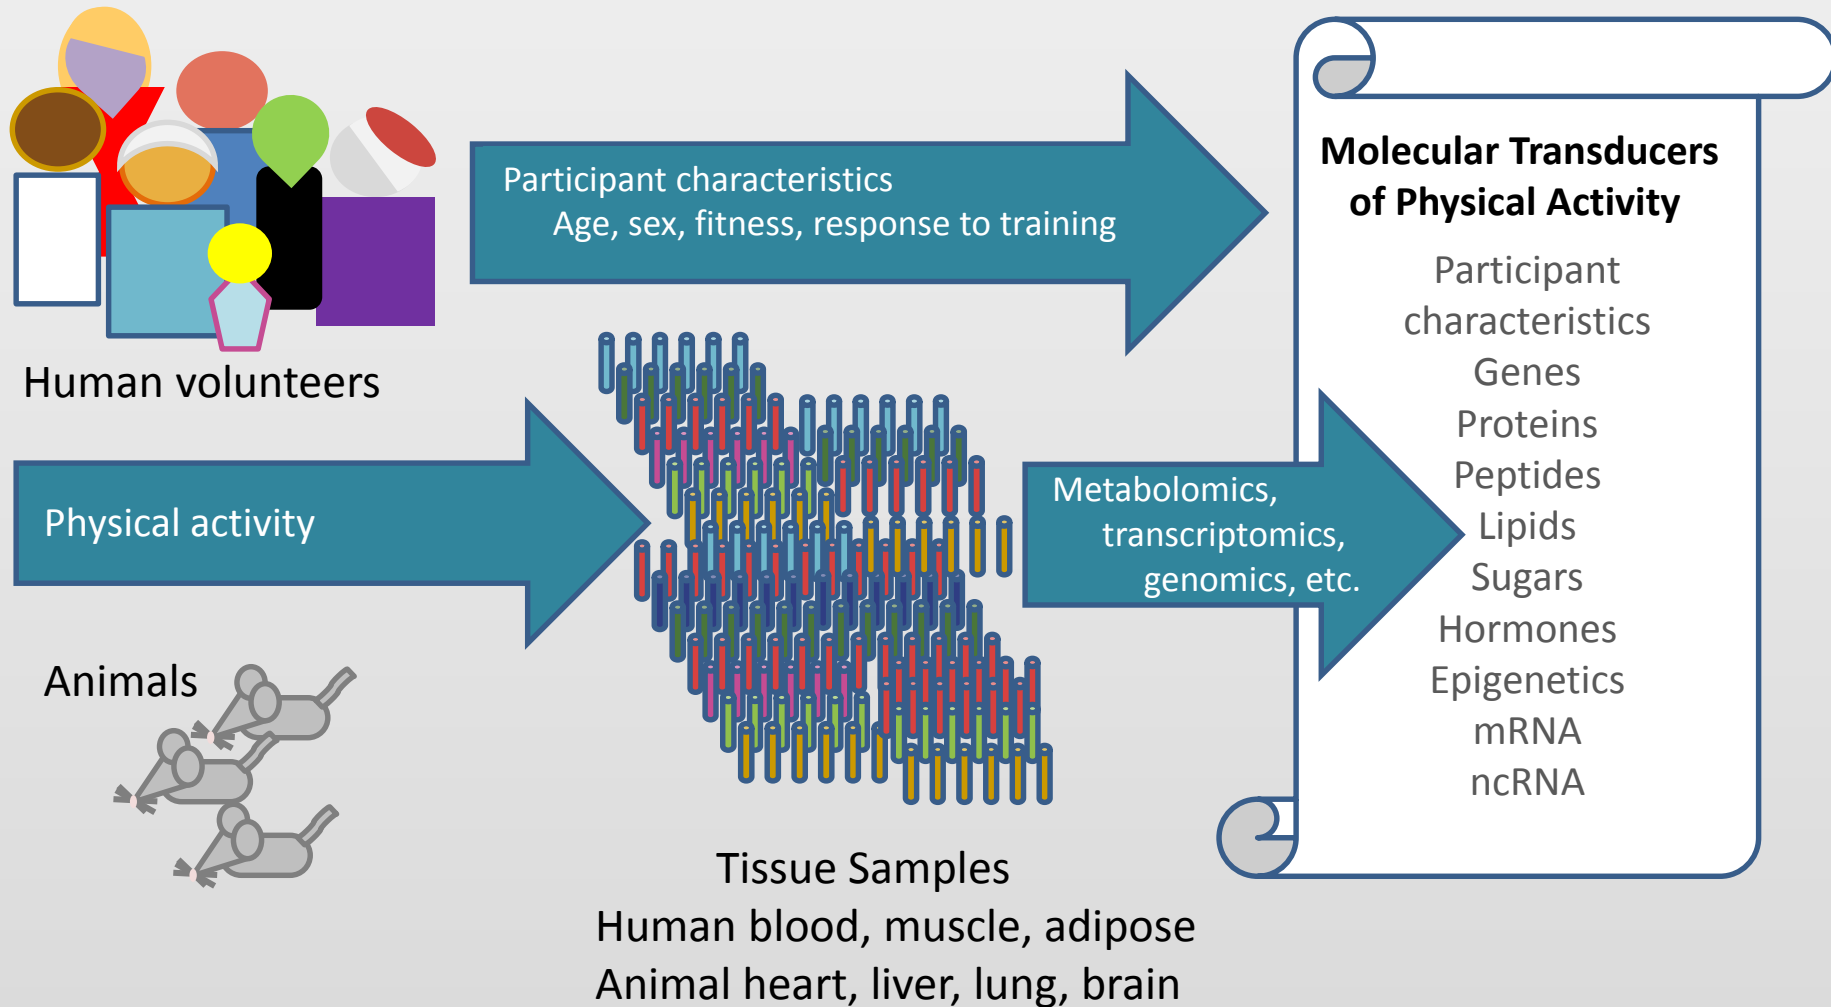 Human volunteers
Participant characteristics
Age, sex, fitness, response to training
Physical activity
Animals
Tissue Samples
Human blood, muscle, adipose
Animal heart, liver, lung, brain
Metabolomics,
transcriptomics,
genomics, etc.
Molecular Transducers
of Physical Activity
Participant
characteristics
Genes
Proteins
Peptides
Lipids
Sugars
Hormones
Epigenetics
mRNA
ncRNA